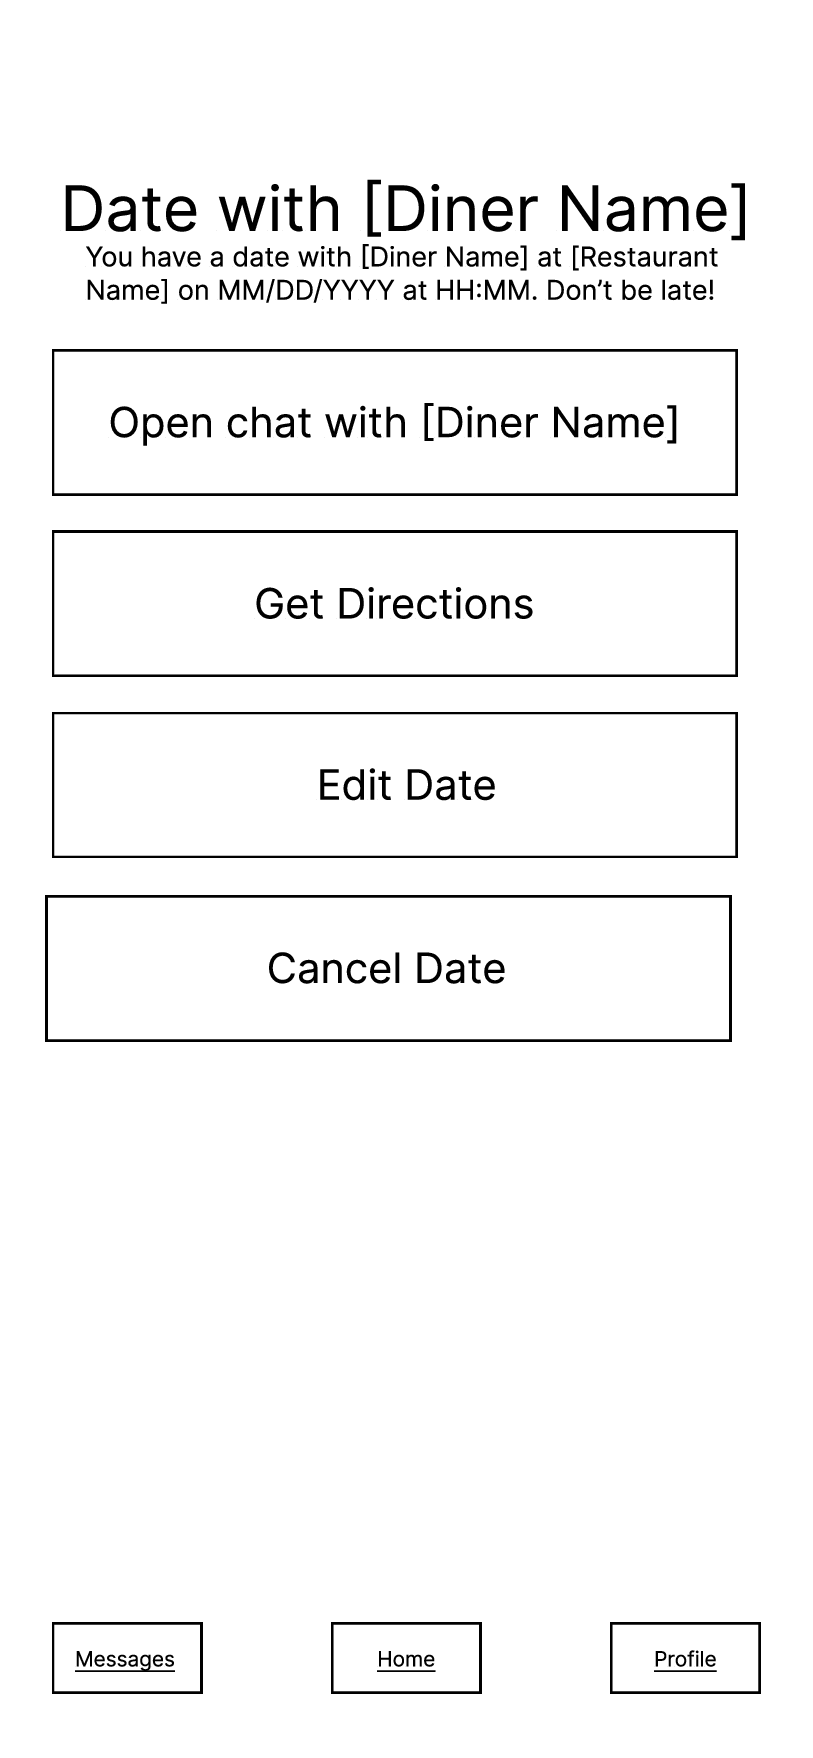 Date with [Diner Name]
You have a date with [Diner Name] at [Restaurant
Name] on MM/DD/YYYY at HH:MM. Don’t be late!
Open chat with [Diner Name]
Get Directions
Edit Date
Cancel Date
Messages
Home
Profile